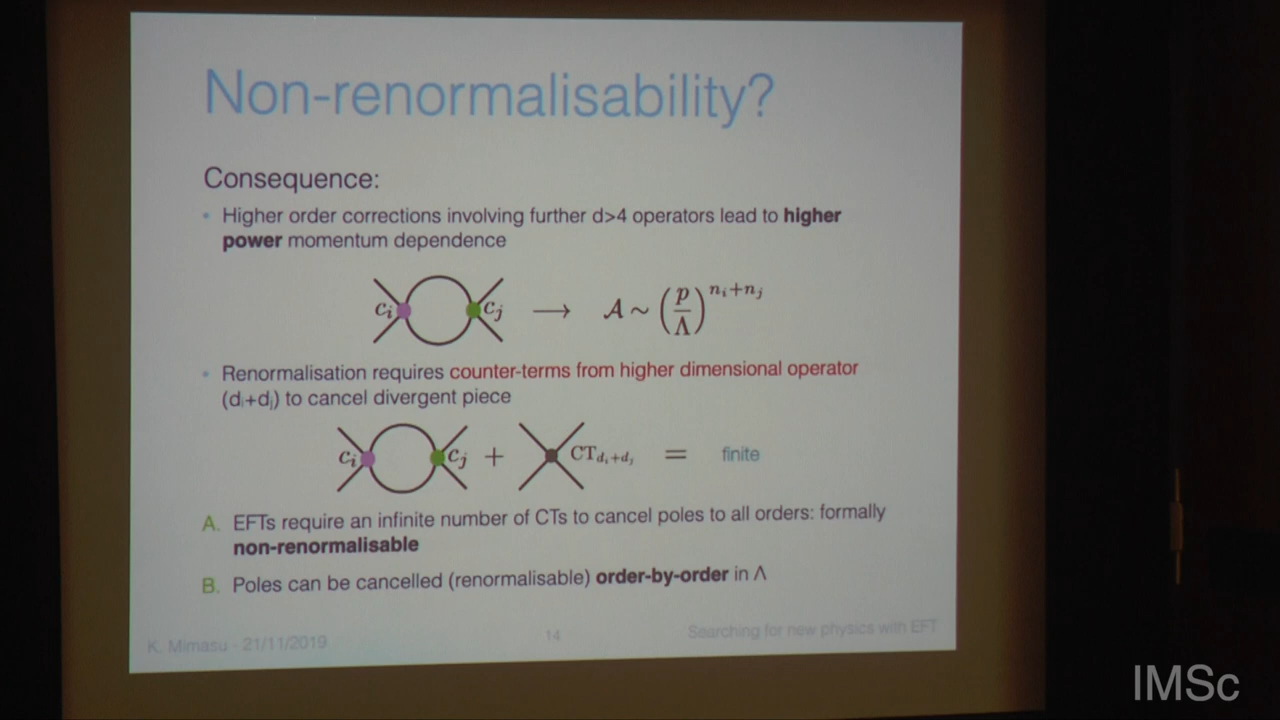 Non-renormalisability?
Consequence:
• Higher order corrections involving further d>4 operators lead to higher
power momentum dependence
cᵢ cⱼ ⟶ 𝒜 ~ (p/Λ)^{nᵢ+nⱼ}
• Renormalisation requires counter-terms from higher dimensional operator
(dᵢ+dⱼ) to cancel divergent piece
cᵢ cⱼ + CT_{dᵢ+dⱼ} = finite
A. EFTs require an infinite number of CTs to cancel poles to all orders: formally
non-renormalisable
B. Poles can be cancelled (renormalisable) order-by-order in Λ
K. Mimasu - 21/11/2019 14 Searching for new physics with EFT
IMSc